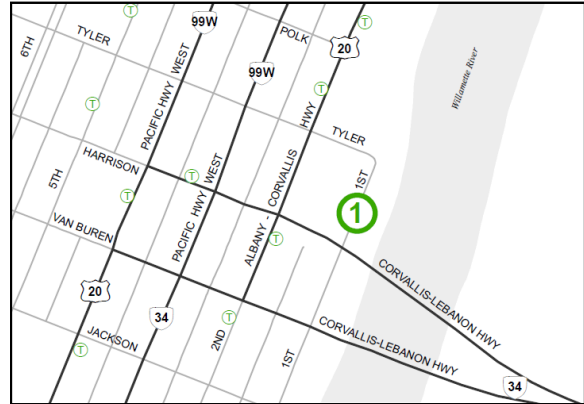 99W
T
T
20
6TH
TYLER
POLK
PACIFIC HWY WEST
99W
T
T
Willamette River
TYLER
HARRISON
5TH
T
T
PACIFIC HWY WEST
ALBANY - CORVALLIS HWY
1ST
1
VAN BUREN
T
CORVALLIS-LEBANON HWY
20
34
2ND
T
JACKSON
T
1ST
CORVALLIS-LEBANON HWY
34